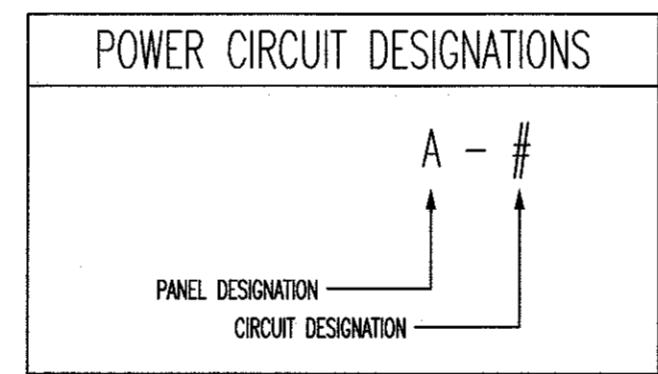 POWER CIRCUIT DESIGNATIONS
A - #
PANEL DESIGNATION
CIRCUIT DESIGNATION